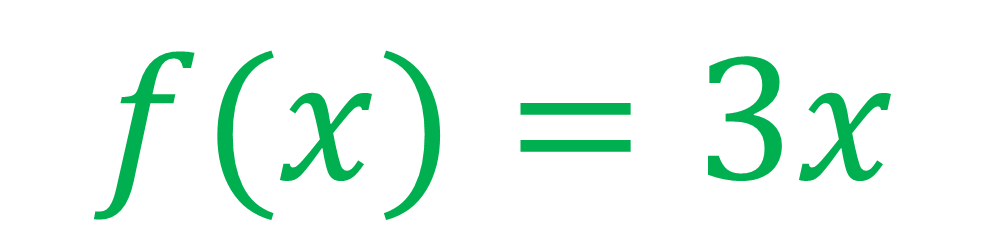 f(x) = 3x